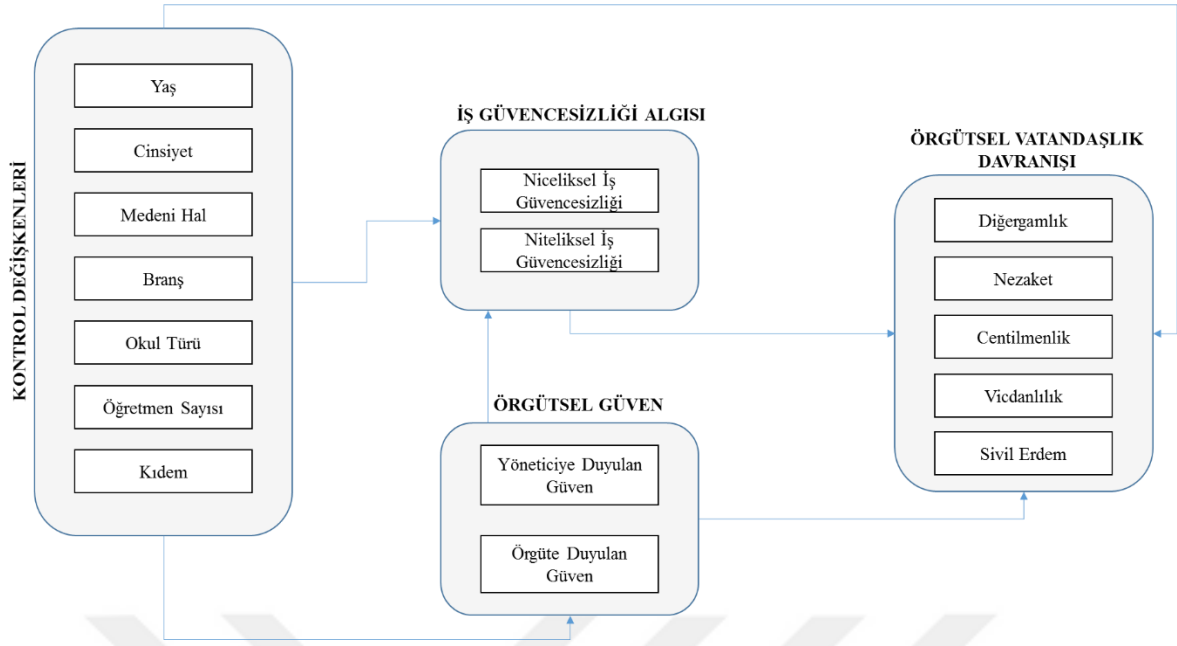 KONTROL DEĞİŞKENLERİ
Yaş
Cinsiyet
Medeni Hal
Branş
Okul Türü
Öğretmen Sayısı
Kıdem
İŞ GÜVENCESİZLİĞİ ALGISI
Niceliksel İş
Güvencesizliği
Niteliksel İş
Güvencesizliği
ÖRGÜTSEL GÜVEN
Yöneticiye Duyulan
Güven
Örgüte Duyulan
Güven
ÖRGÜTSEL VATANDAŞLIK
DAVRANIŞI
Diğergamlık
Nezaket
Centilmenlik
Vicdanlılık
Sivil Erdem